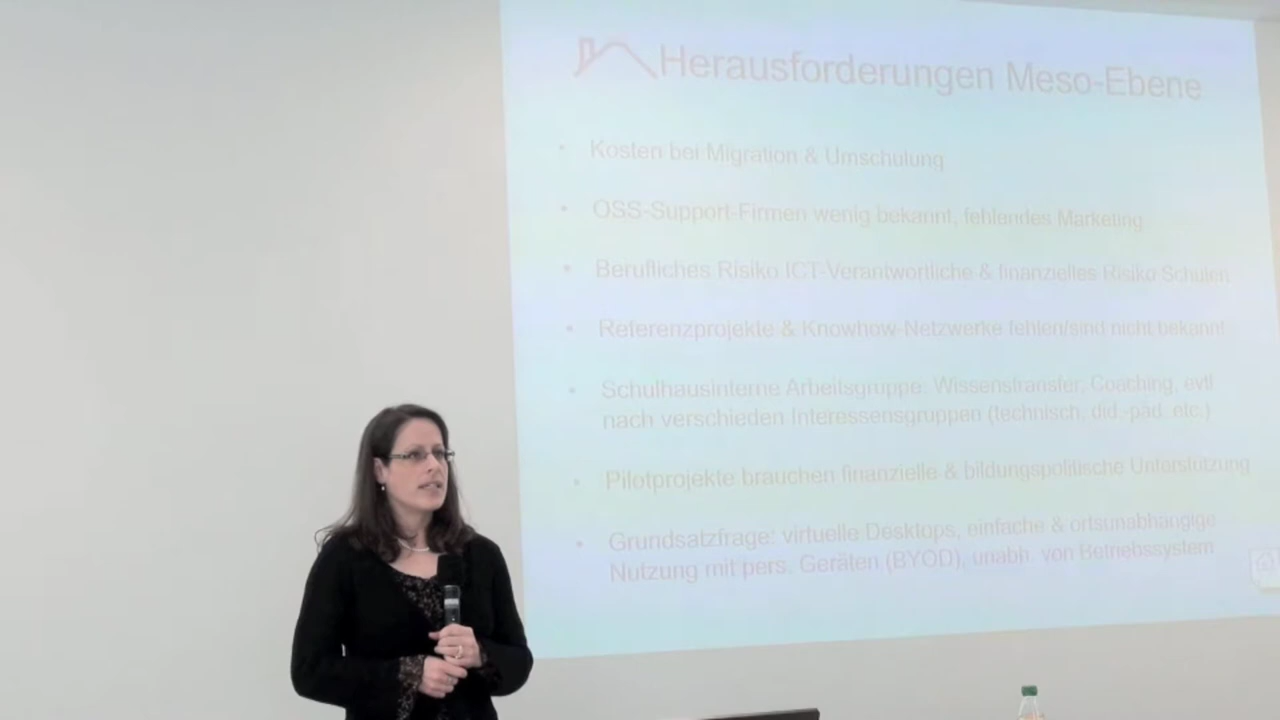 Herausforderungen Meso-Ebene
• Kosten bei Migration & Umschulung
• OSS-Support-Firmen wenig bekannt, fehlendes Marketing
• Berufliches Risiko ICT-Verantwortliche & finanzielles Risiko Schulen
• Referenzprojekte & Knowhow-Netzwerke fehlen/sind nicht bekannt
• Schulhausinterne Arbeitsgruppe: Wissenstransfer, Coaching, evtl.
nach verschieden Interessensgruppen (technisch, did.-päd. etc.)
• Pilotprojekte brauchen finanzielle & bildungspolitische Unterstützung
• Grundsatzfrage: virtuelle Desktops, einfache & ortsunabhängige
Nutzung mit pers. Geräten (BYOD), unabh. von Betriebssystem